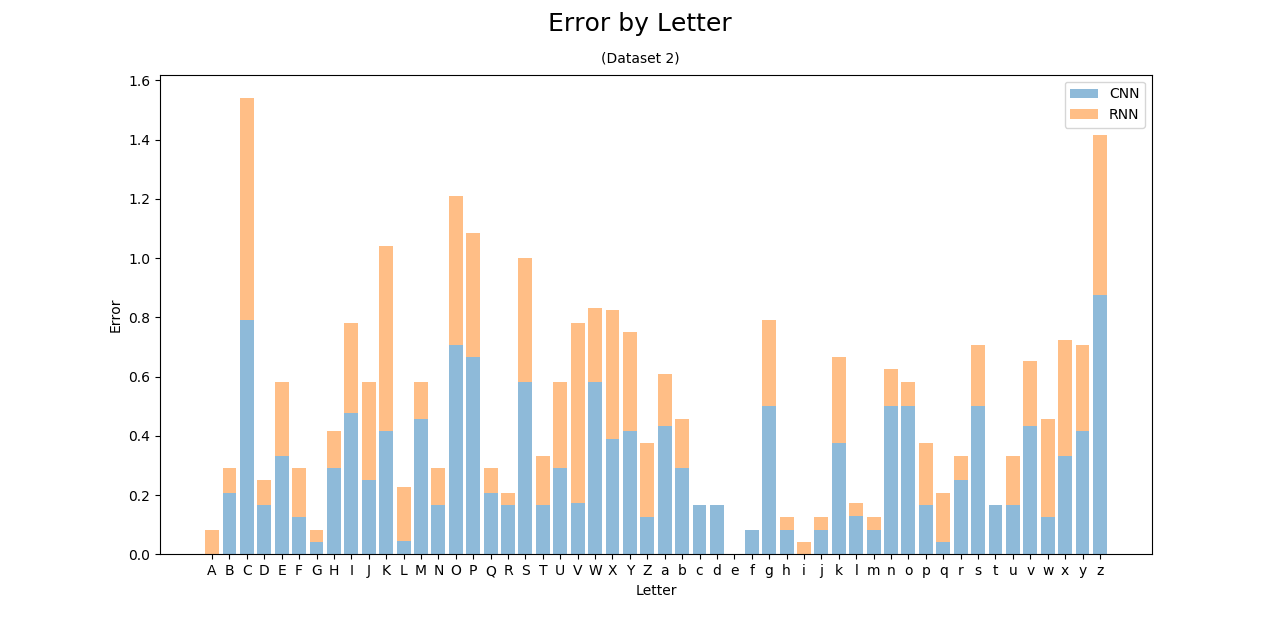 Error by Letter
(Dataset 2)
CNN
RNN
Error
1.6
1.4
1.2
1.0
0.8
0.6
0.4
0.2
0.0
A B C D E F G H I J K L M N O P Q R S T U V W X Y Z a b c d e f g h i j k l m n o p q r s t u v w x y z
Letter